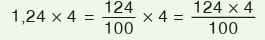 1,24 × 4 = 124/100 × 4 = 124 × 4/100